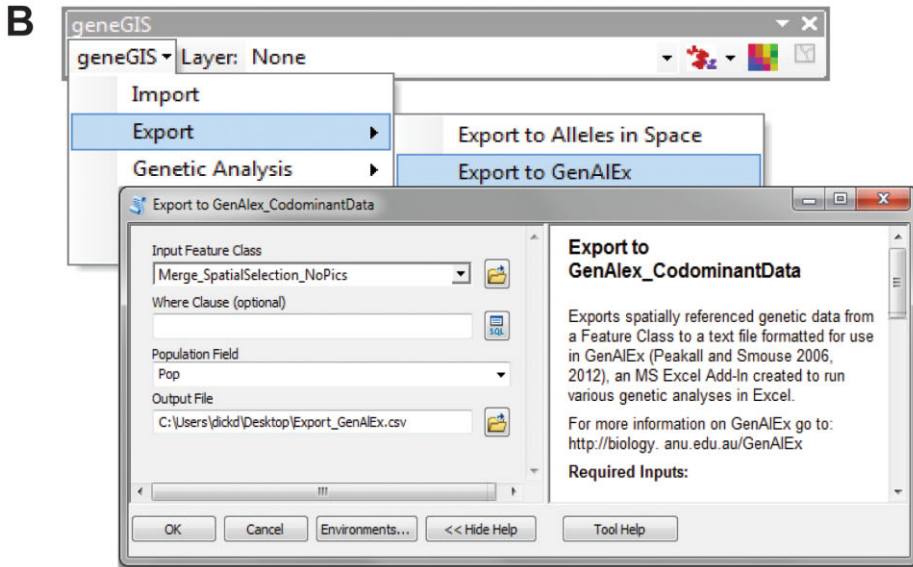 B
geneGIS
geneGIS Layer: None
Import
Export
Export to Alleles in Space
Genetic Analysis
Export to GenAlEx
Export to GenAlex_CodominantData
Input Feature Class
Merge_SpatialSelection_NoPics
Where Clause (optional)
SQL
Population Field
Pop
Output File
C:\Users\dickd\Desktop\Export_GenAlEx.csv
Export to
GenAlex_CodominantData
Exports spatially referenced genetic data from
a Feature Class to a text file formatted for use
in GenAlEx (Peakall and Smouse 2006,
2012), an MS Excel Add-In created to run
various genetic analyses in Excel.
For more information on GenAlEx go to:
http://biology. anu.edu.au/GenAlEx
Required Inputs:
OK
Cancel
Environments...
<< Hide Help
Tool Help